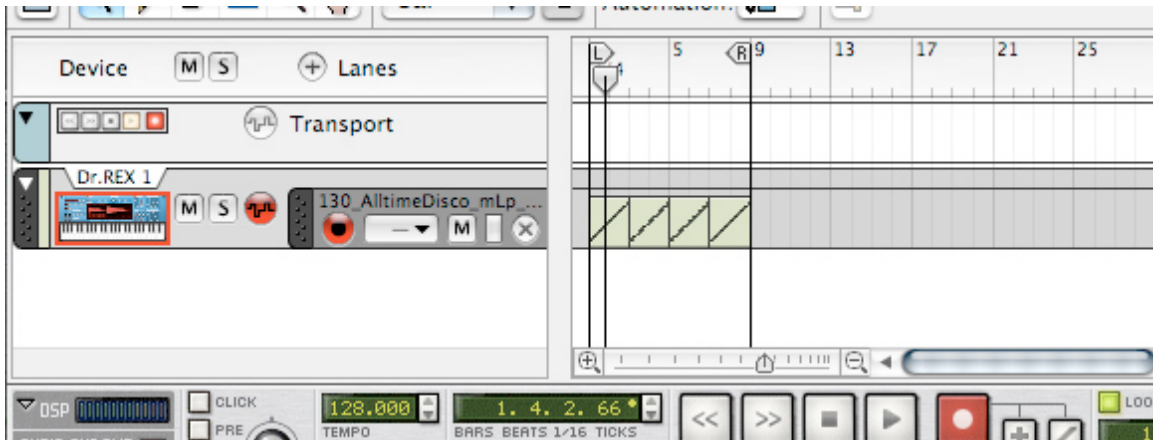 Automation:
5 9 13 17 21 25
L R
Device M S Lanes
Transport
Dr.REX 1
M S 130_AlltimeDisco_mLp_...
M
DSP CLICK 128.000 1. 4. 2. 66
PRE TEMPO BARS BEATS 1/16 TICKS